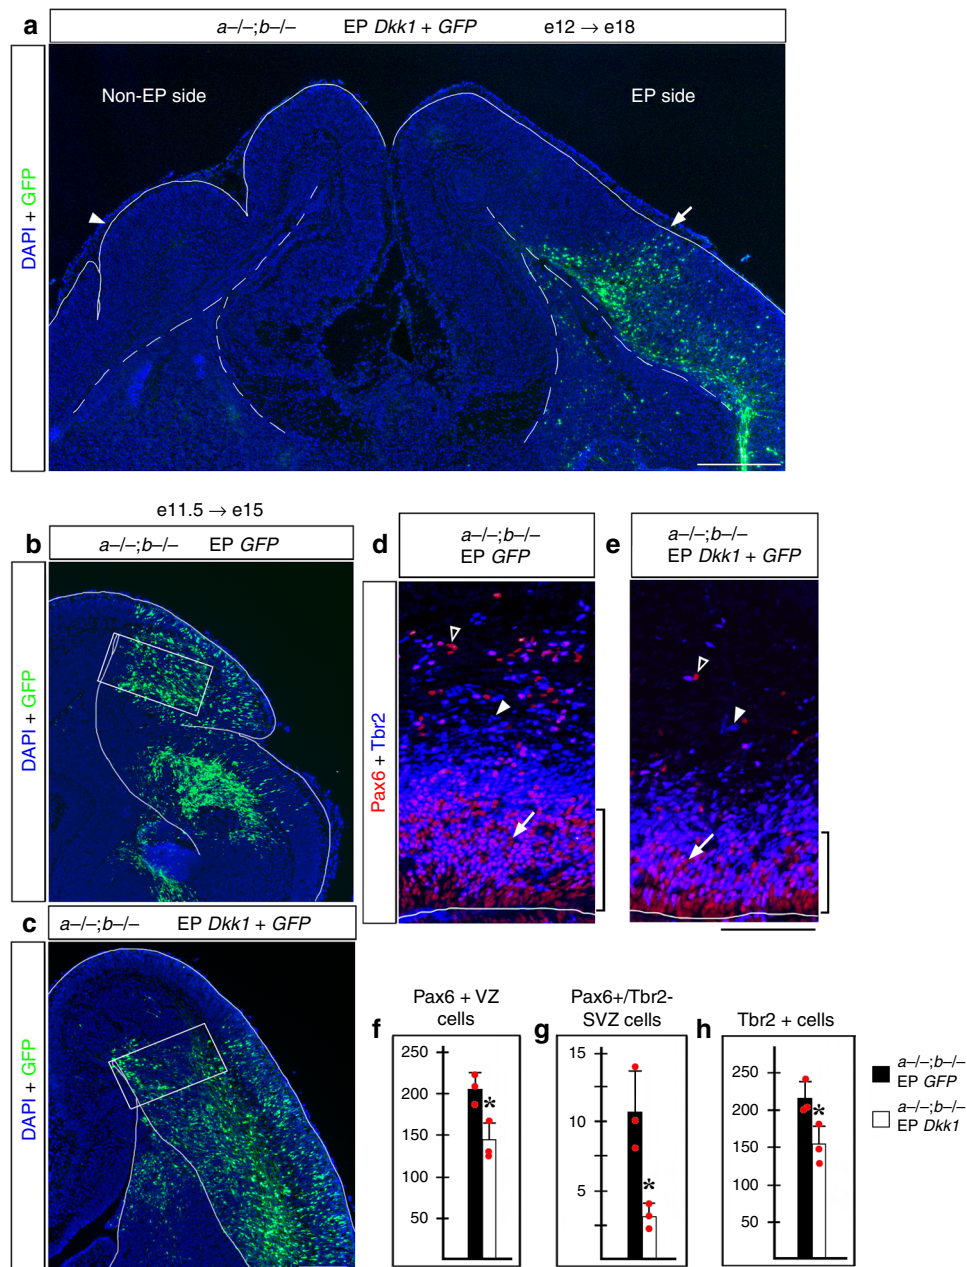 a
a–/–;b–/– EP Dkk1 + GFP e12 → e18
DAPI + GFP
Non-EP side
EP side
e11.5 → e15
b
a–/–;b–/– EP GFP
DAPI + GFP
c
a–/–;b–/– EP Dkk1 + GFP
DAPI + GFP
d
a–/–;b–/–
EP GFP
Pax6 + Tbr2
e
a–/–;b–/–
EP Dkk1 + GFP
f
Pax6 + VZ
cells
250
200
150
100
50
*
g
Pax6+/Tbr2-
SVZ cells
15
10
5
*
h
Tbr2 + cells
250
200
150
100
50
*
a–/–;b–/–
EP GFP
a–/–;b–/–
EP Dkk1